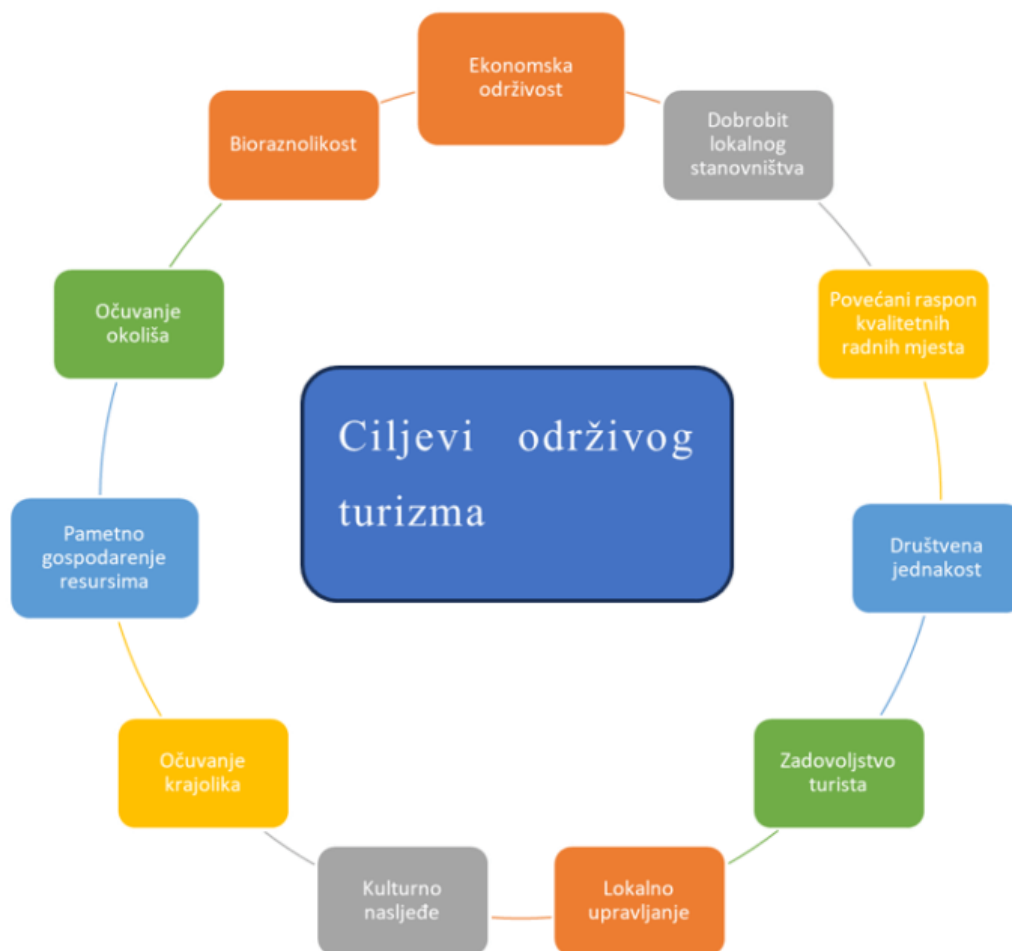 Ekonomska
održivost
Dobrobit
lokalnog
stanovništva
Povećani raspon
kvalitetnih
radnih mjesta
Društvena
jednakost
Zadovoljstvo
turista
Lokalno
upravljanje
Kulturno
nasljeđe
Očuvanje
krajolika
Pametno
gospodarenje
resursima
Očuvanje
okoliša
Bioraznolikost
Ciljevi održivog
turizma